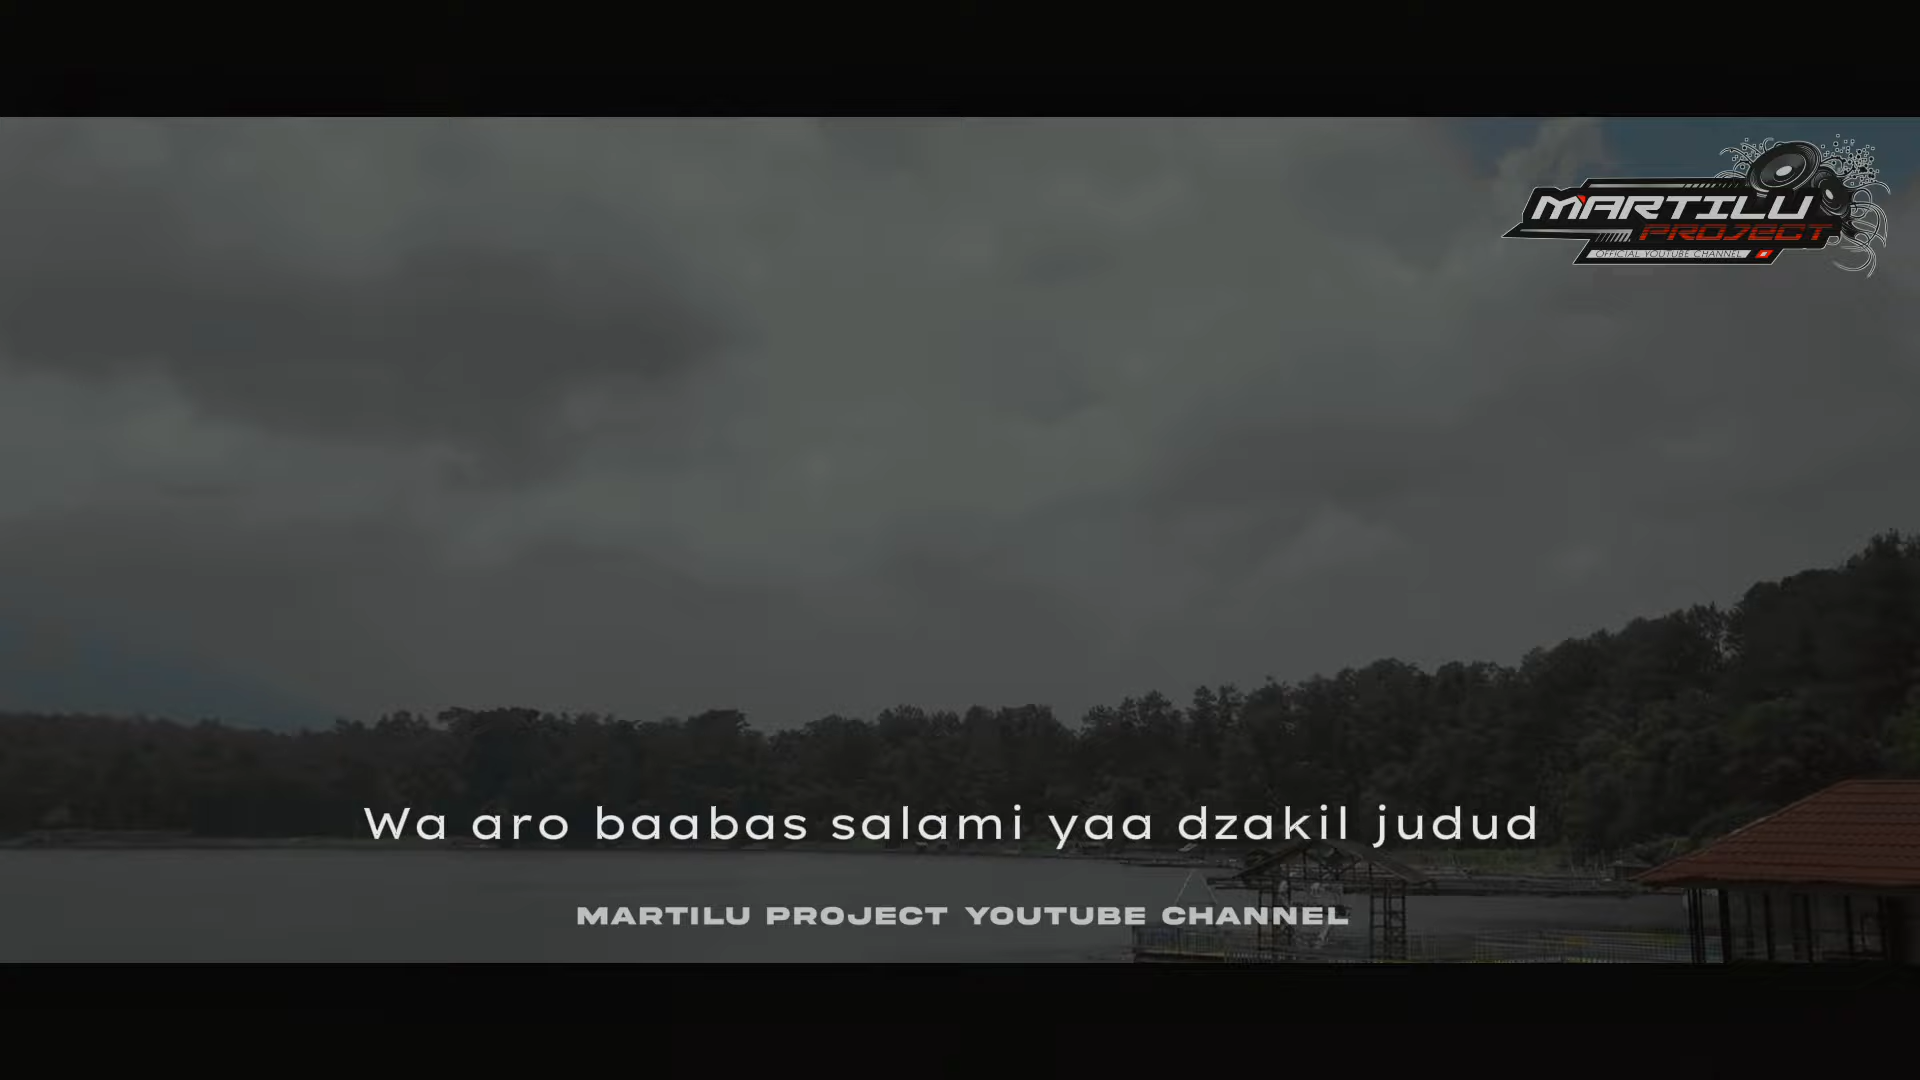 MARTILU
PROJECT
OFFICIAL YOUTUBE CHANNEL
Wa aro baabas salami yaa dzakil judud
MARTILU PROJECT YOUTUBE CHANNEL